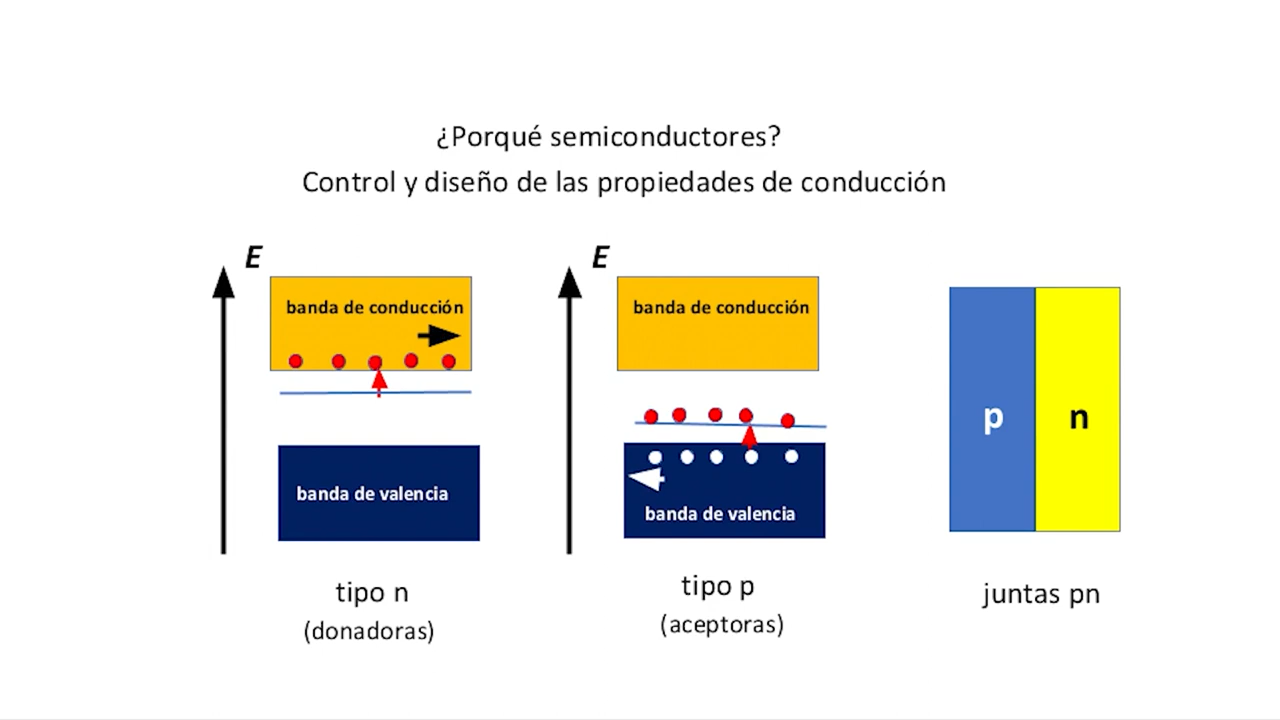 ¿Porqué semiconductores?
Control y diseño de las propiedades de conducción
E
banda de conducción
banda de valencia
tipo n
(donadoras)
E
banda de conducción
banda de valencia
tipo p
(aceptoras)
p n
juntas pn